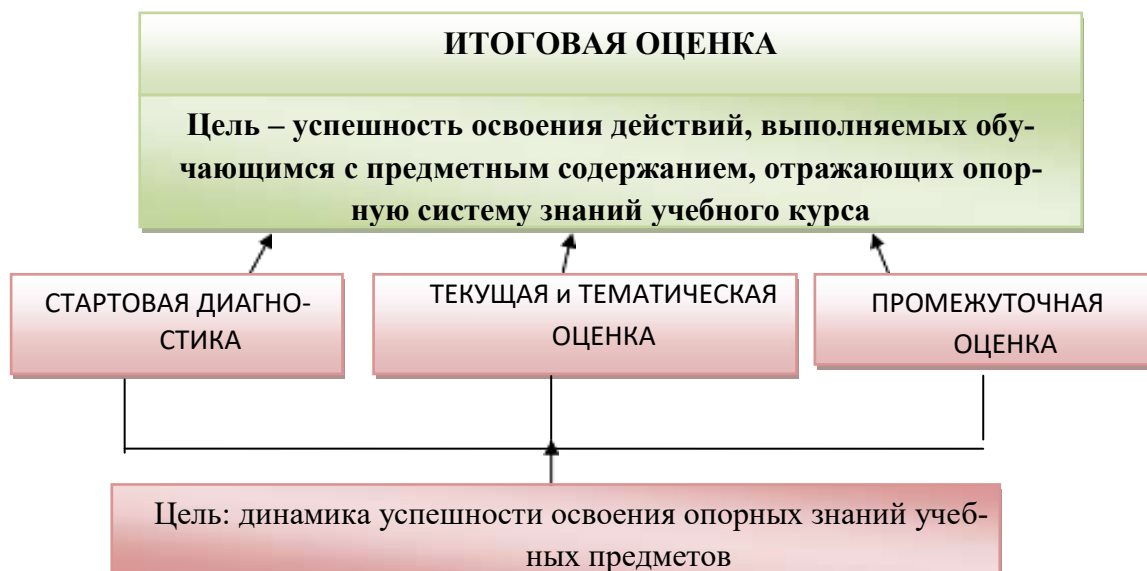 ИТОГОВАЯ ОЦЕНКА
Цель – успешность освоения действий, выполняемых обу-
чающимся с предметным содержанием, отражающих опор-
ную систему знаний учебного курса
СТАРТОВАЯ ДИАГНО-
СТИКА
ТЕКУЩАЯ и ТЕМАТИЧЕСКАЯ
ОЦЕНКА
ПРОМЕЖУТОЧНАЯ
ОЦЕНКА
Цель: динамика успешности освоения опорных знаний учеб-
ных предметов